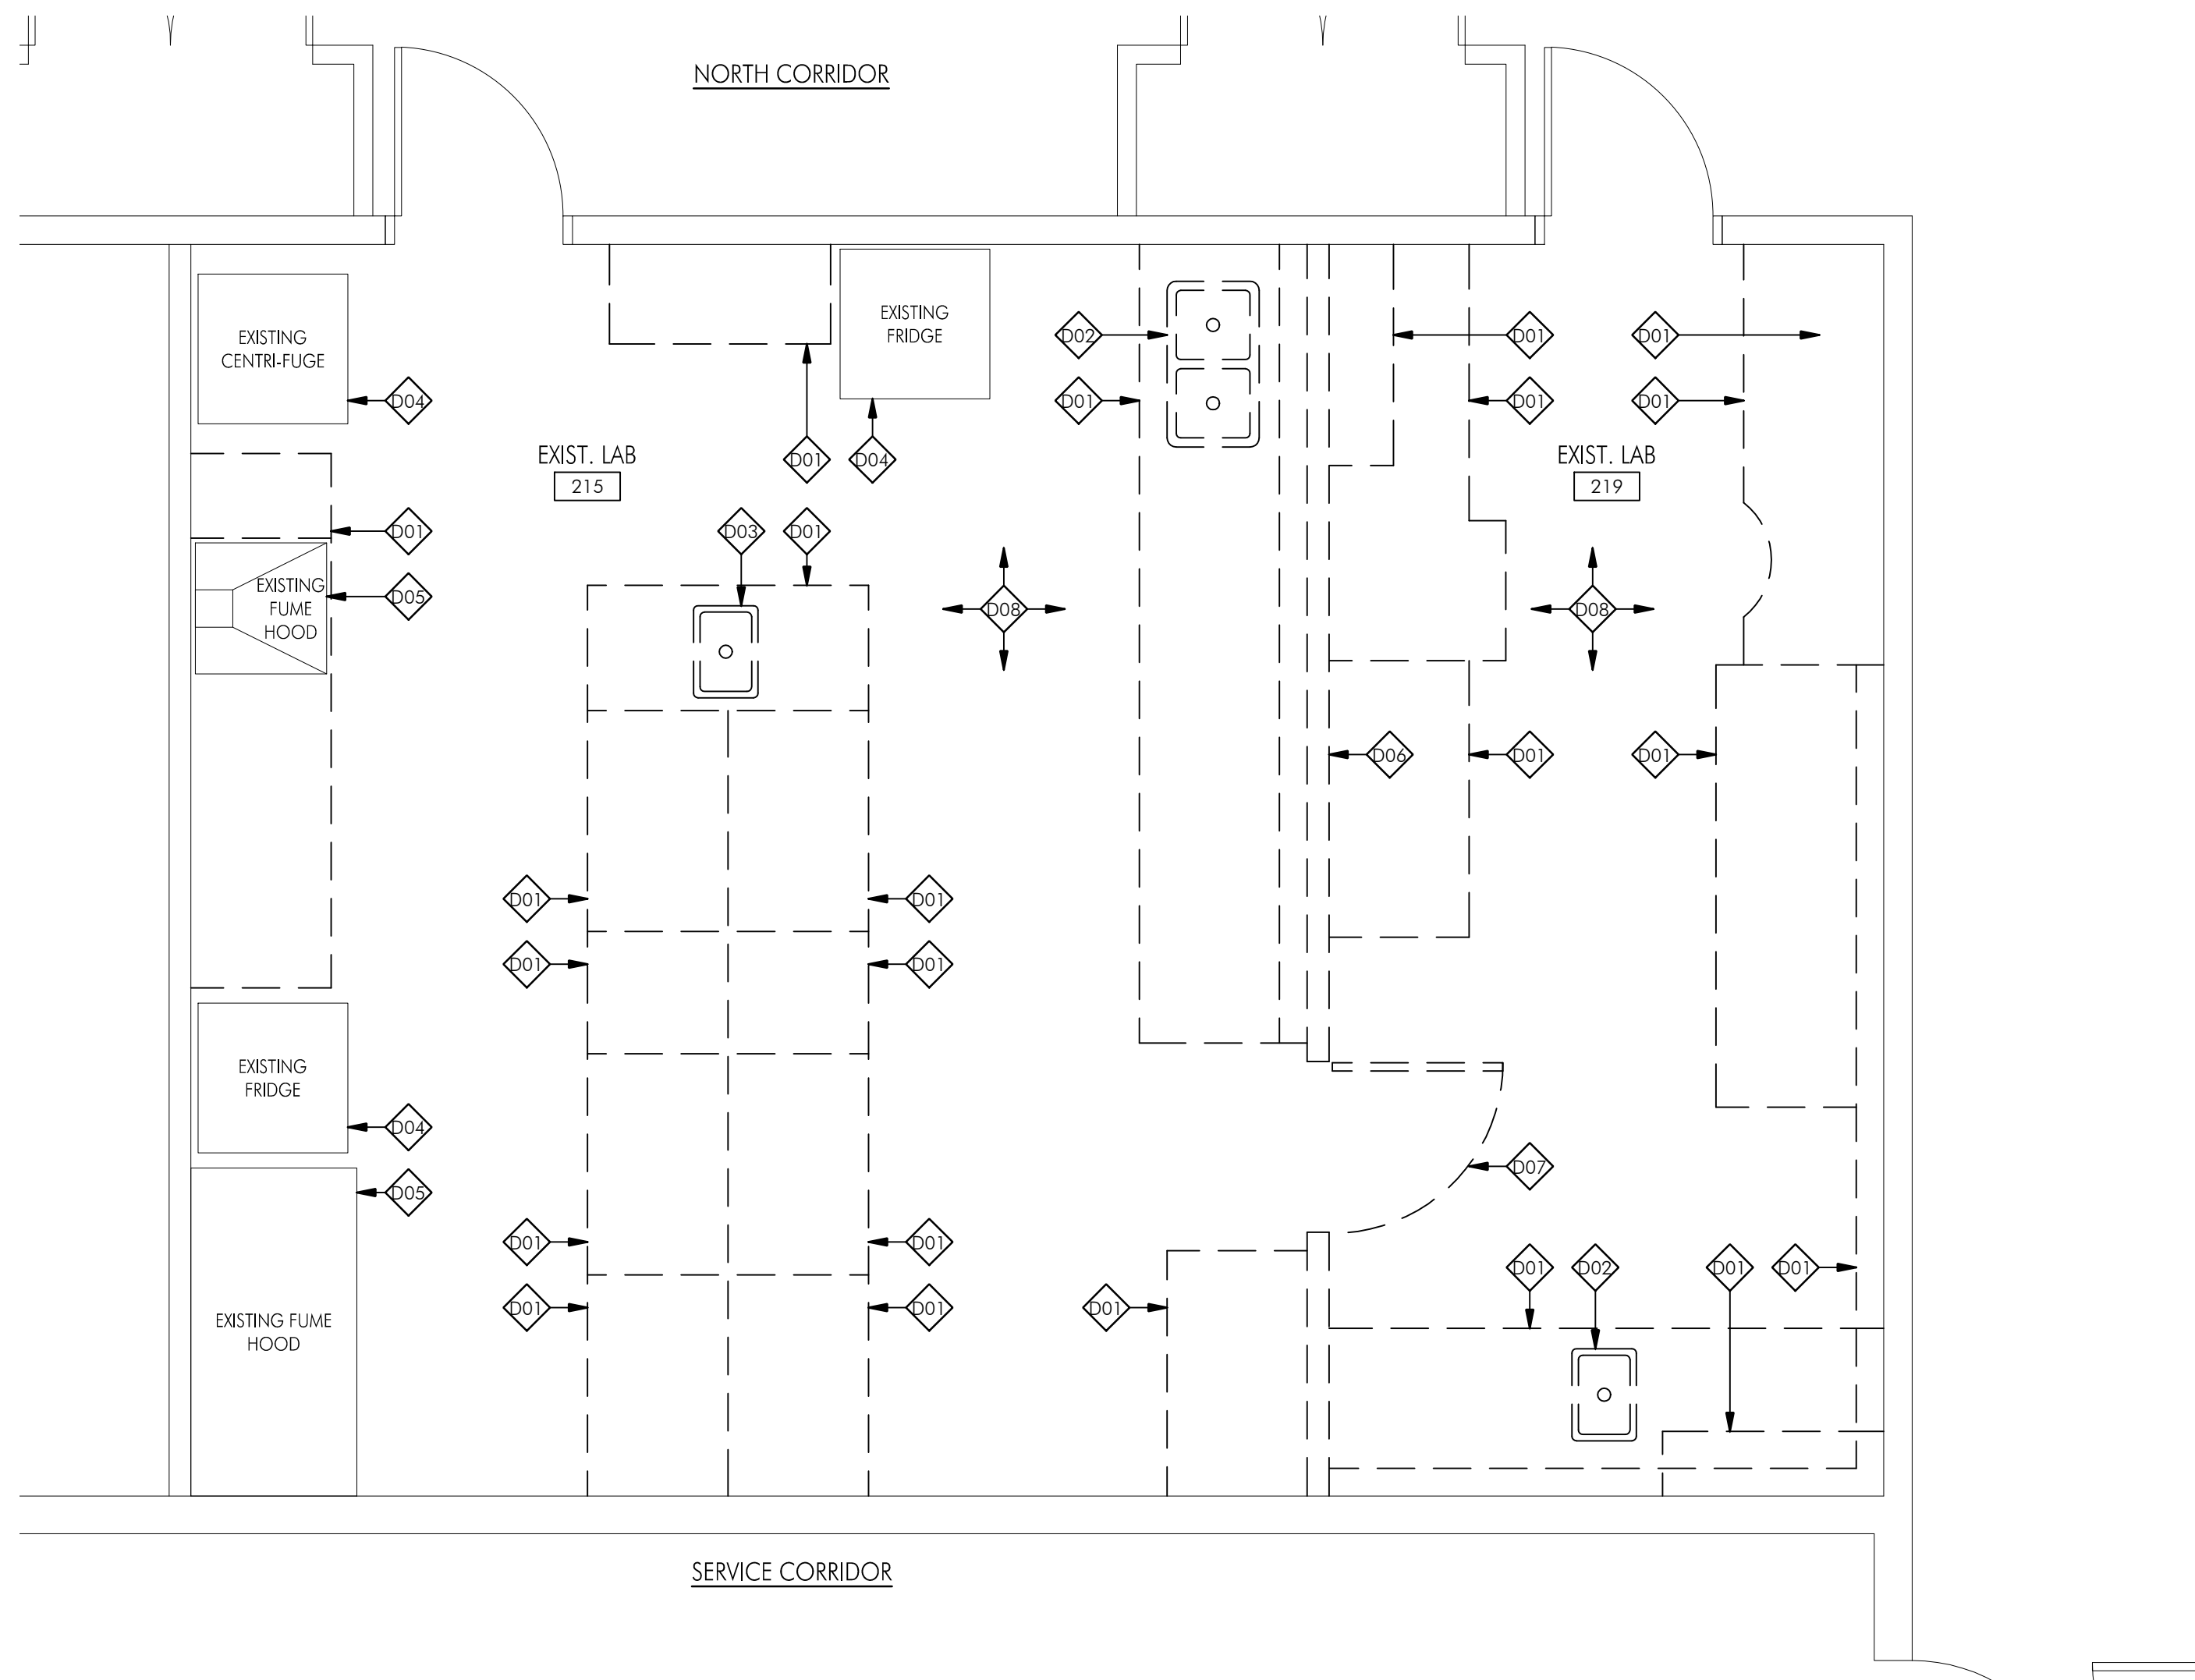 NORTH CORRIDOR
EXISTING
CENTRI-FUGE
EXISTING
FRIDGE
D02
D01
D01
D04
D01
D01
D01
EXIST. LAB
215
D01
D04
EXIST. LAB
219
D01
D03
D01
D05
EXISTING
FUME
HOOD
D08
D08
D06
D01
D01
D01
D01
D01
D01
EXISTING
FRIDGE
D04
D07
D05
D01
D01
D01
D02
D01
D01
D01
D01
D01
EXISTING FUME
HOOD
SERVICE CORRIDOR